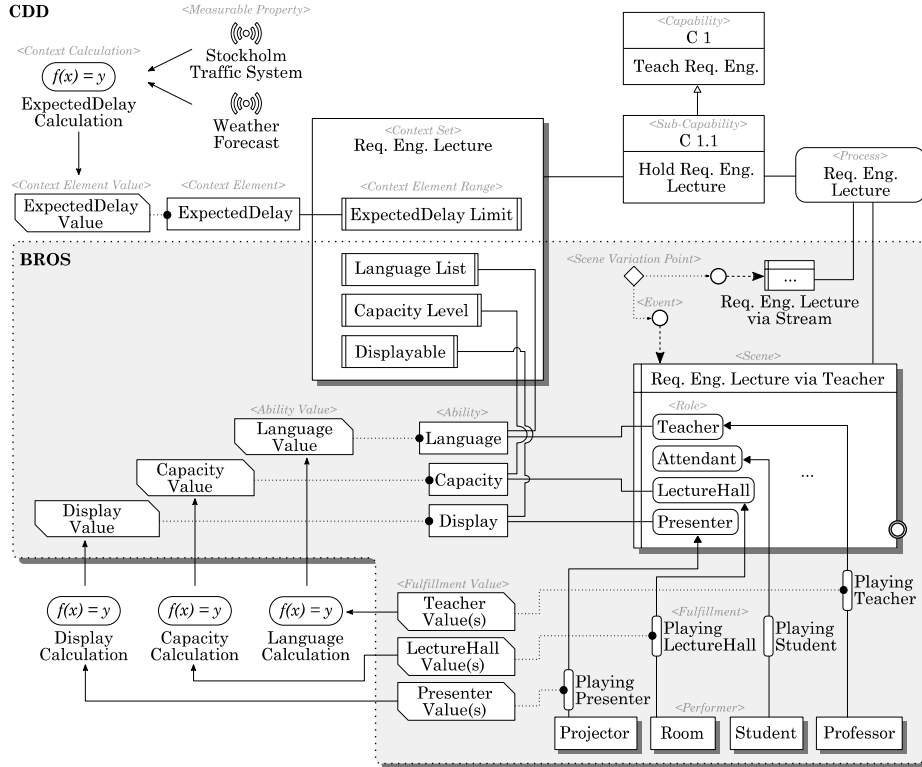 CDD
<Measurable Property>
<Capability>
C 1
Teach Req. Eng.
<Context Calculation>
f(x) = y
ExpectedDelay
Calculation
Stockholm
Traffic System
Weather
Forecast
<Context Set>
Req. Eng. Lecture
<Sub-Capability>
C 1.1
Hold Req. Eng.
Lecture
<Process>
Req. Eng.
Lecture
<Context Element Value>
ExpectedDelay
Value
<Context Element>
ExpectedDelay
<Context Element Range>
ExpectedDelay Limit
BROS
Language List
Capacity Level
Displayable
<Scene Variation Point>
...
Req. Eng. Lecture
via Stream
<Event>
<Scene>
Req. Eng. Lecture via Teacher
<Role>
Teacher
Attendant
LectureHall
Presenter
...
<Ability Value>
Language
Value
<Ability>
Language
Capacity
Value
Capacity
Display
Value
Display
f(x) = y
Display
Calculation
f(x) = y
Capacity
Calculation
f(x) = y
Language
Calculation
<Fulfillment Value>
Teacher
Value(s)
LectureHall
Value(s)
Presenter
Value(s)
Playing
Teacher
<Fulfillment>
Playing
LectureHall
Playing
Student
Playing
Presenter
<Performer>
Projector
Room
Student
Professor